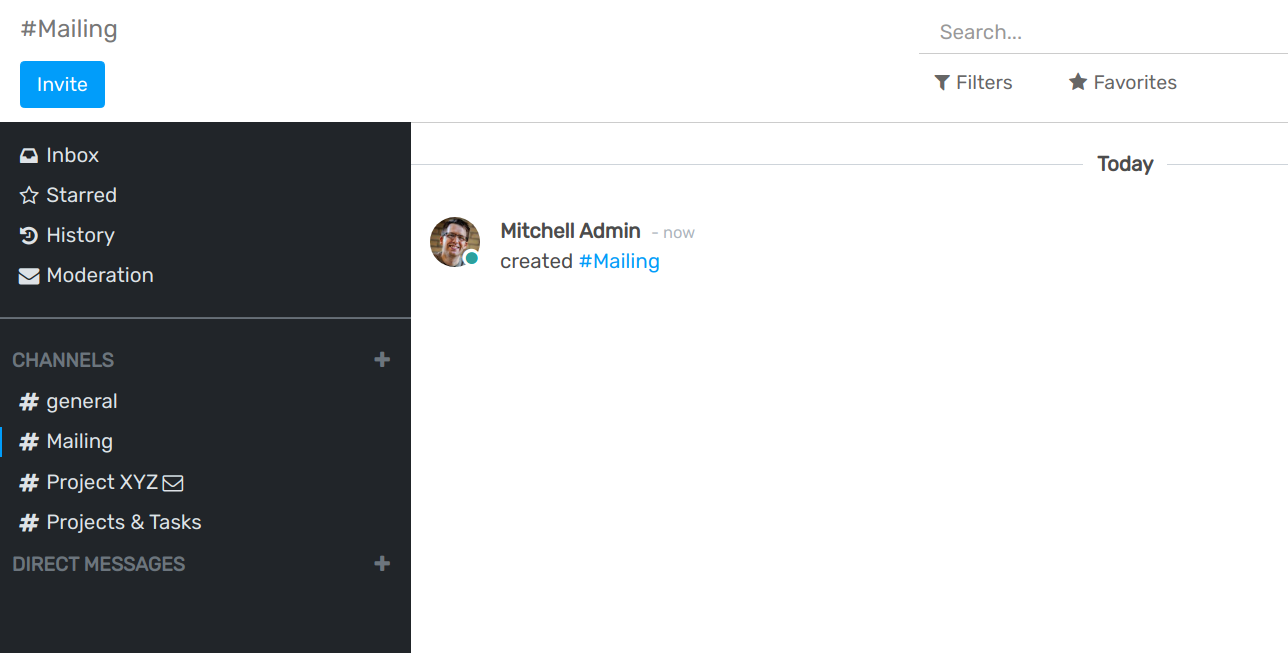 #Mailing
Search...
Invite
Filters
Favorites
Inbox
Starred
History
Moderation
CHANNELS
general
Mailing
Project XYZ
Projects & Tasks
DIRECT MESSAGES
Today
Mitchell Admin - now
created #Mailing